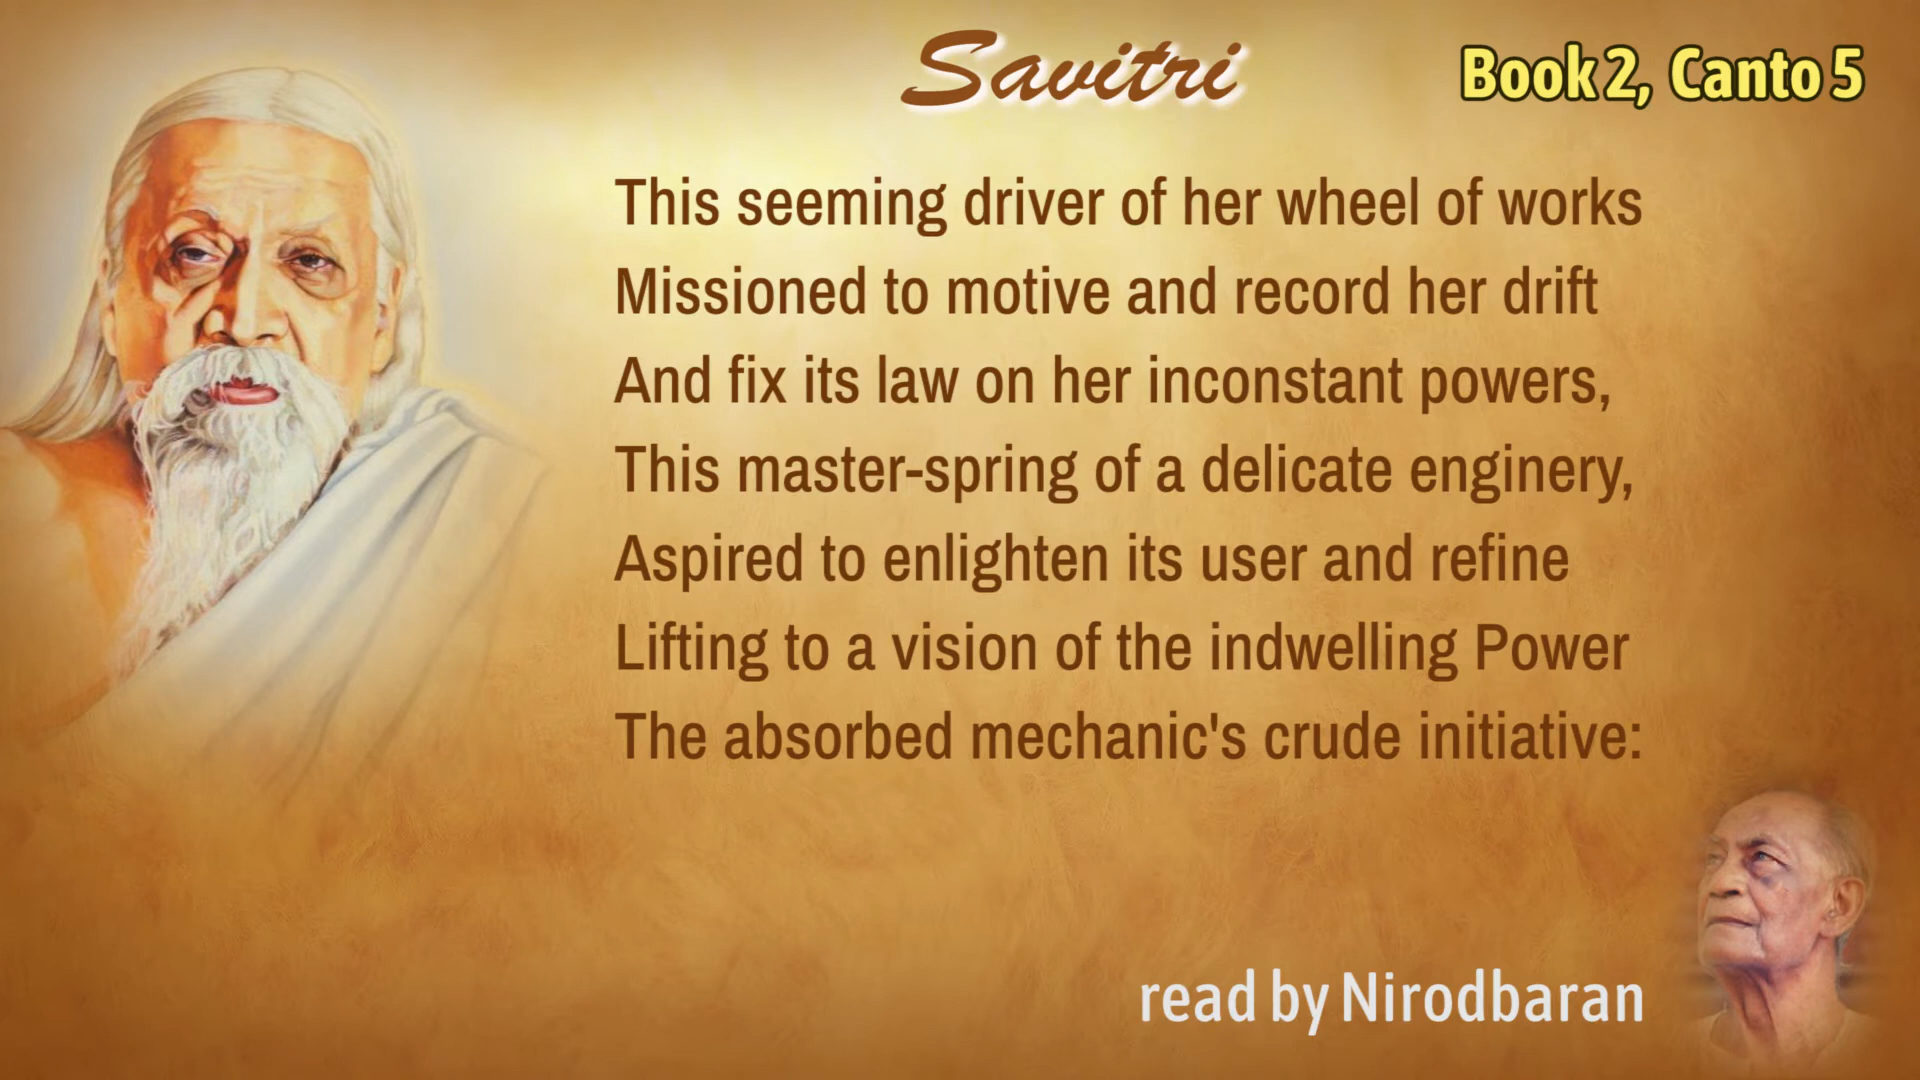 Savitri
Book 2, Canto 5
This seeming driver of her wheel of works
Missioned to motive and record her drift
And fix its law on her inconstant powers,
This master-spring of a delicate enginery,
Aspired to enlighten its user and refine
Lifting to a vision of the indwelling Power
The absorbed mechanic's crude initiative:
read by Nirodbaran